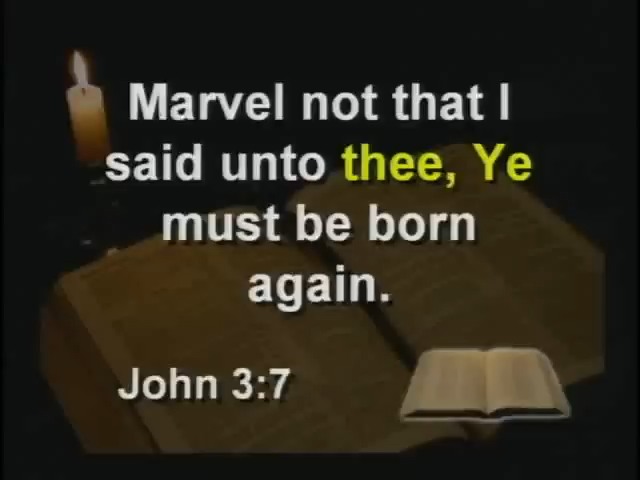 Marvel not that I
said unto thee, Ye
must be born
again.
John 3:7